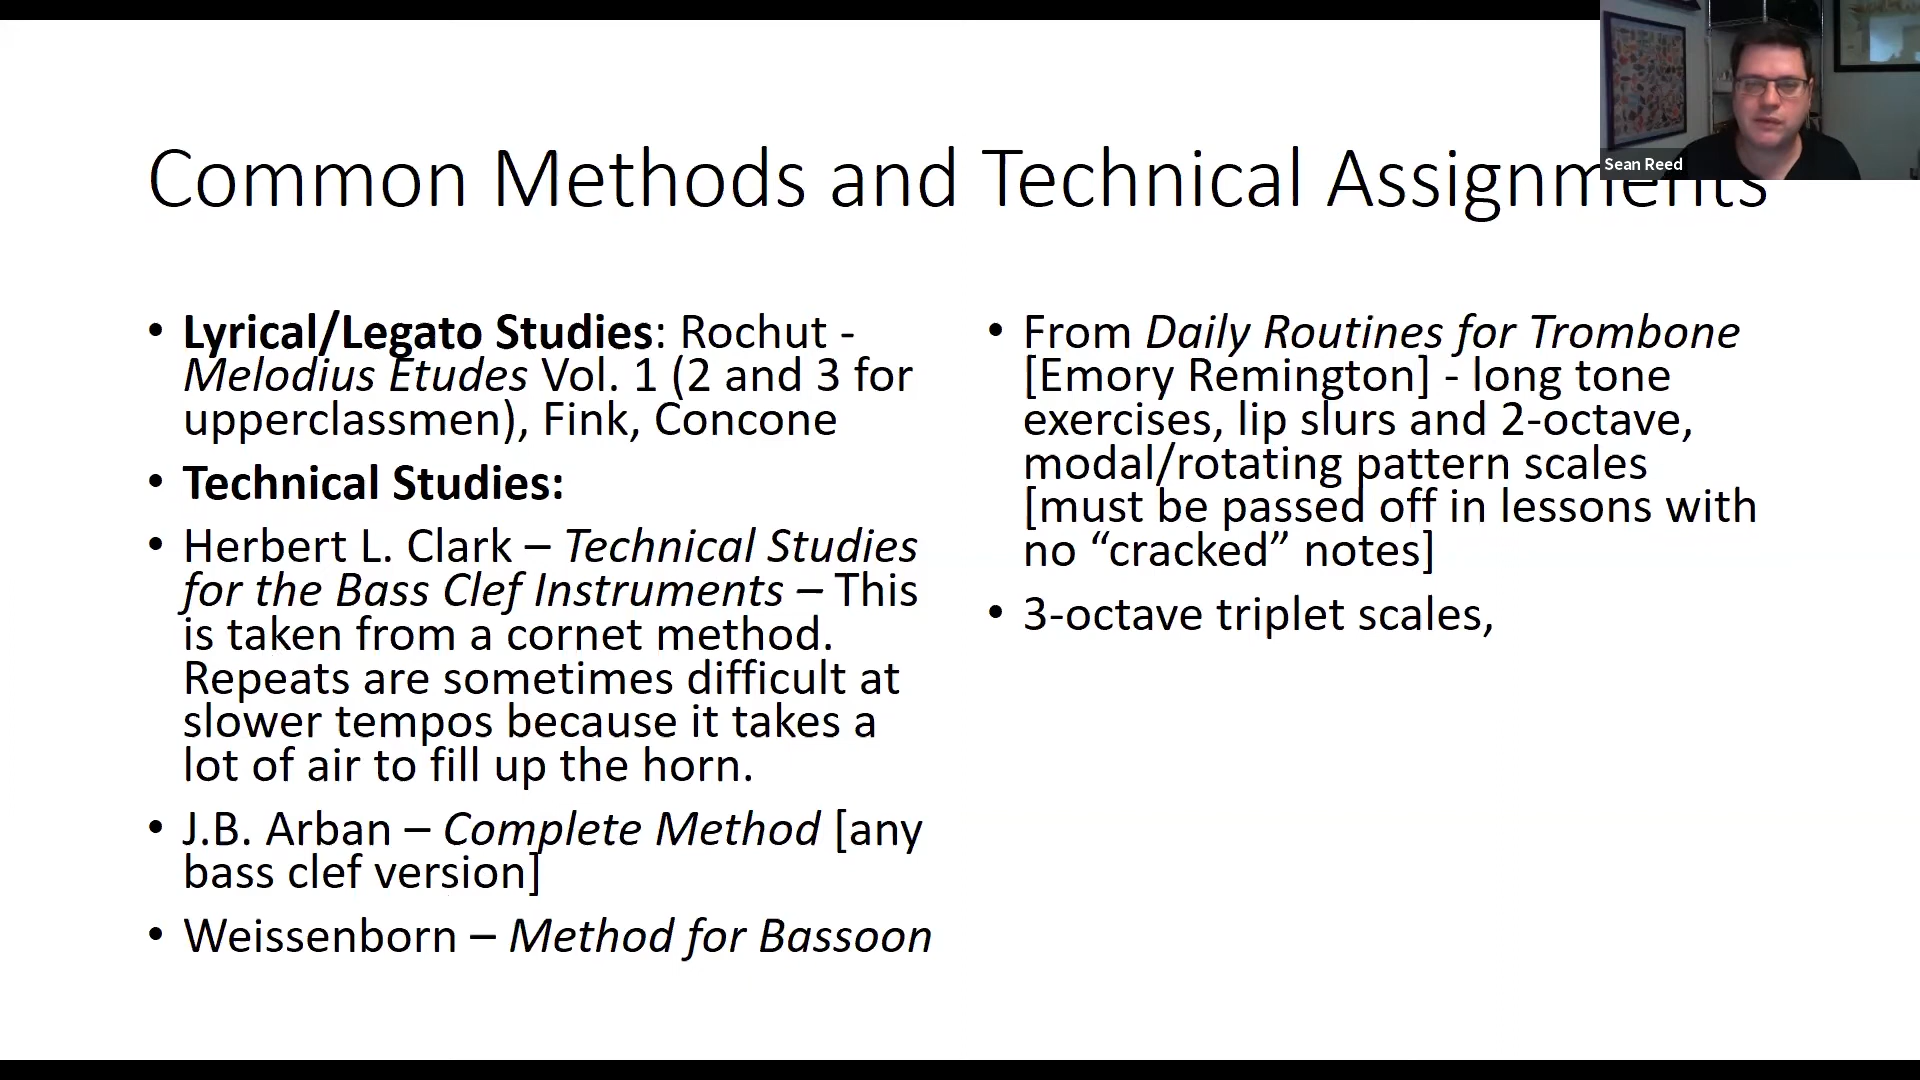 Sean Reed
Common Methods and Technical Assignments
• Lyrical/Legato Studies: Rochut -
Melodius Etudes Vol. 1 (2 and 3 for
upperclassmen), Fink, Concone
• Technical Studies:
• Herbert L. Clark – Technical Studies
for the Bass Clef Instruments – This
is taken from a cornet method.
Repeats are sometimes difficult at
slower tempos because it takes a
lot of air to fill up the horn.
• J.B. Arban – Complete Method [any
bass clef version]
• Weissenborn – Method for Bassoon
• From Daily Routines for Trombone
[Emory Remington] - long tone
exercises, lip slurs and 2-octave,
modal/rotating pattern scales
[must be passed off in lessons with
no “cracked” notes]
• 3-octave triplet scales,